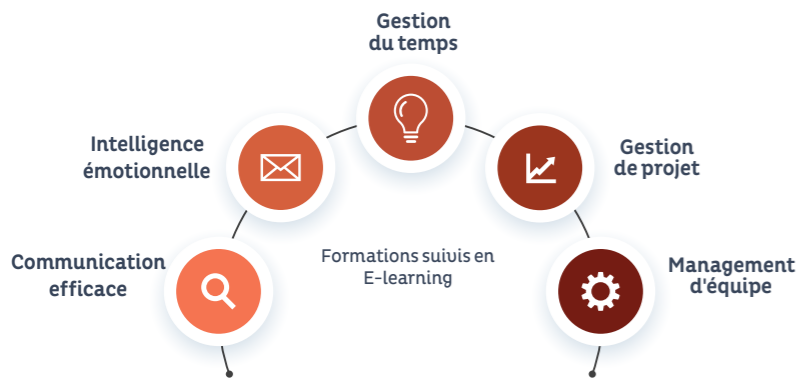 Gestion
du temps
Intelligence
émotionnelle
Gestion
de projet
Communication
efficace
Formations suivis en
E-learning
Management
d'équipe